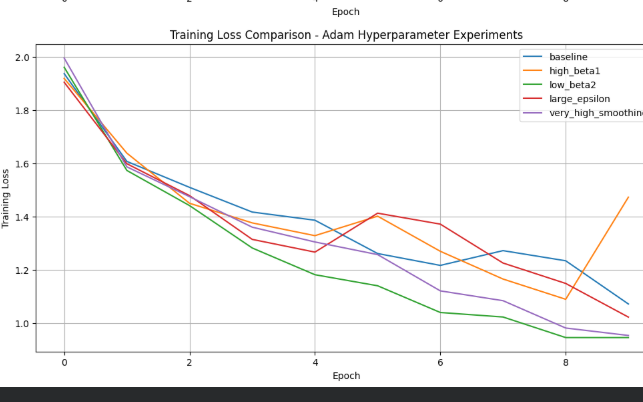 Epoch
Training Loss Comparison - Adam Hyperparameter Experiments
baseline
high_beta1
low_beta2
large_epsilon
very_high_smoothin
Training Loss
2.0
1.8
1.6
1.4
1.2
1.0
0 2 4 6 8
Epoch